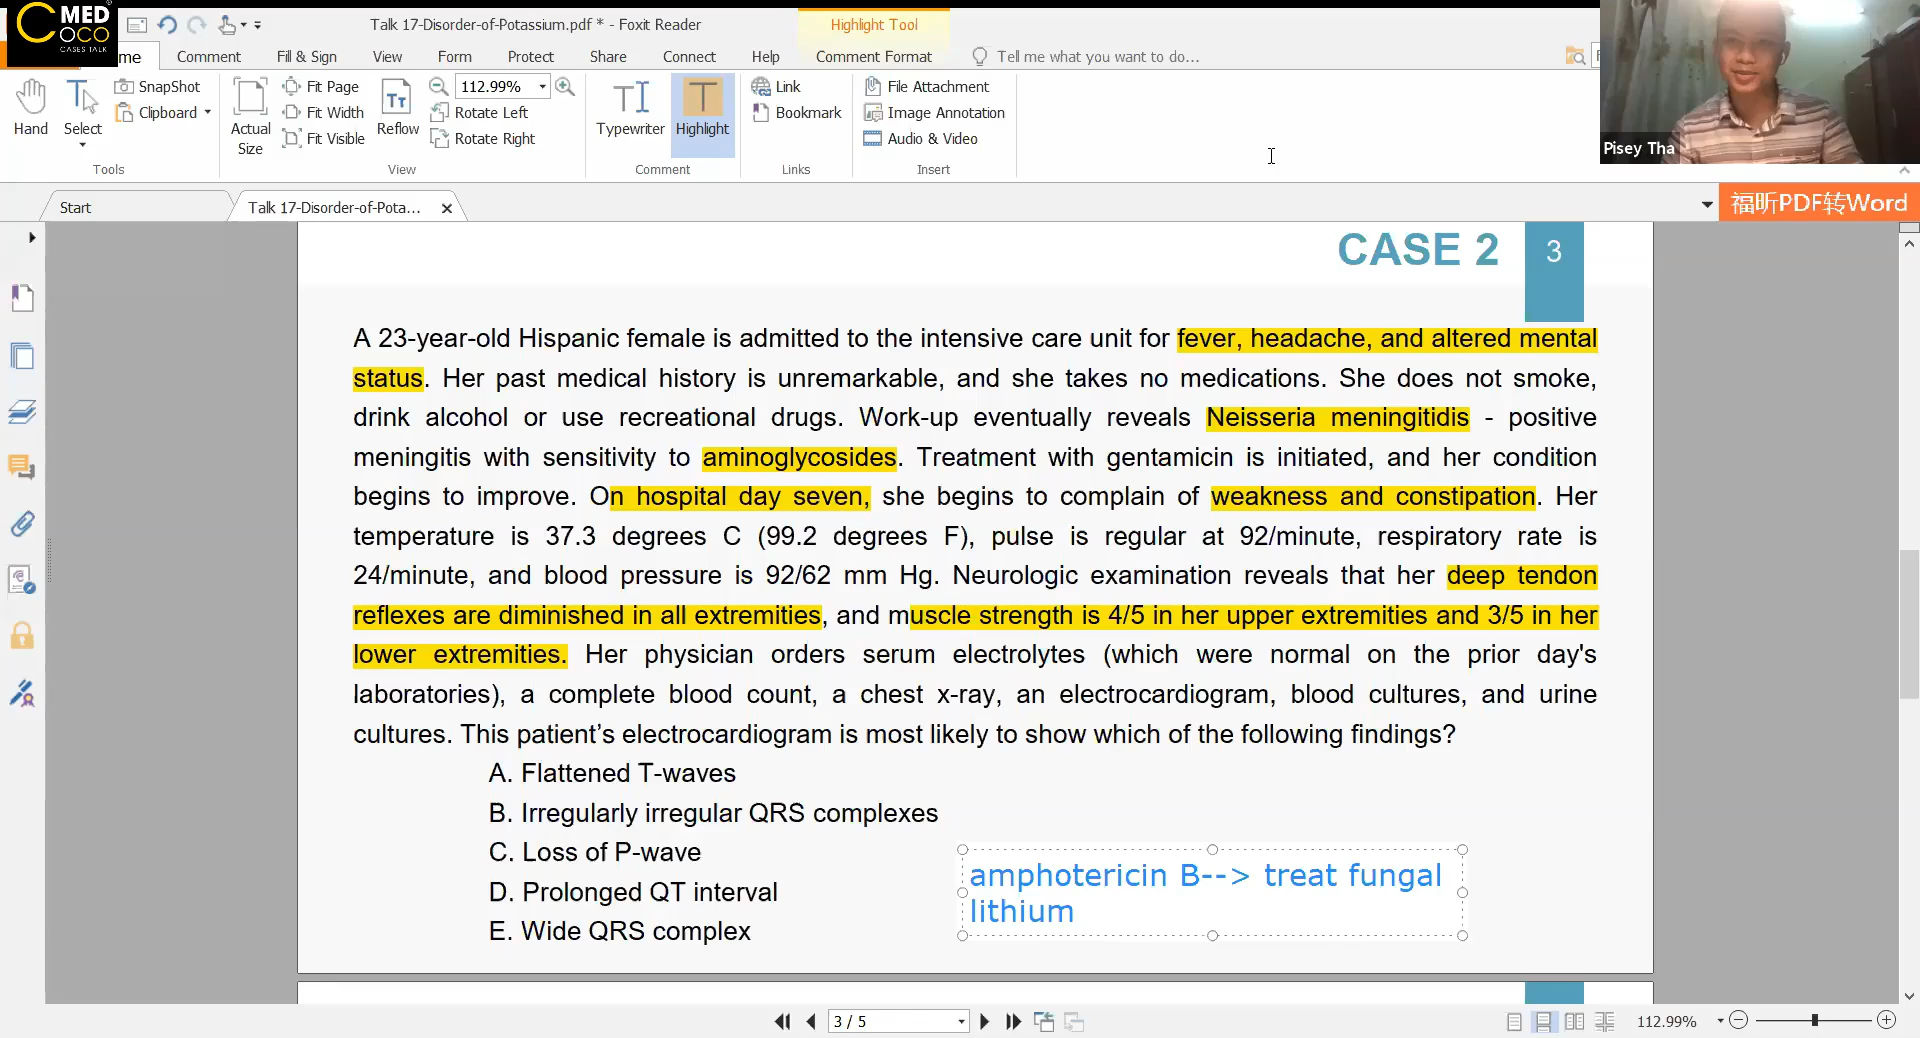 MED
COCO
CASES TALK
Talk 17-Disorder-of-Potassium.pdf * - Foxit Reader
Highlight Tool
Comment
Fill & Sign
View
Form
Protect
Share
Connect
Help
Comment Format
Tell me what you want to do...
Hand
Select
SnapShot
Clipboard
Tools
Actual
Size
Fit Page
Fit Width
Fit Visible
Reflow
112.99%
Rotate Left
Rotate Right
View
Typewriter
Highlight
Comment
Link
Bookmark
Links
File Attachment
Image Annotation
Audio & Video
Insert
Pisey Tha
Start
Talk 17-Disorder-of-Pota...
福昕PDF转Word
CASE 2
3
A 23-year-old Hispanic female is admitted to the intensive care unit for fever, headache, and altered mental
status. Her past medical history is unremarkable, and she takes no medications. She does not smoke,
drink alcohol or use recreational drugs. Work-up eventually reveals Neisseria meningitidis - positive
meningitis with sensitivity to aminoglycosides. Treatment with gentamicin is initiated, and her condition
begins to improve. On hospital day seven, she begins to complain of weakness and constipation. Her
temperature is 37.3 degrees C (99.2 degrees F), pulse is regular at 92/minute, respiratory rate is
24/minute, and blood pressure is 92/62 mm Hg. Neurologic examination reveals that her deep tendon
reflexes are diminished in all extremities, and muscle strength is 4/5 in her upper extremities and 3/5 in her
lower extremities. Her physician orders serum electrolytes (which were normal on the prior day's
laboratories), a complete blood count, a chest x-ray, an electrocardiogram, blood cultures, and urine
cultures. This patient’s electrocardiogram is most likely to show which of the following findings?
A. Flattened T-waves
B. Irregularly irregular QRS complexes
C. Loss of P-wave
D. Prolonged QT interval
E. Wide QRS complex
amphotericin B--> treat fungal
lithium
3 / 5
112.99%